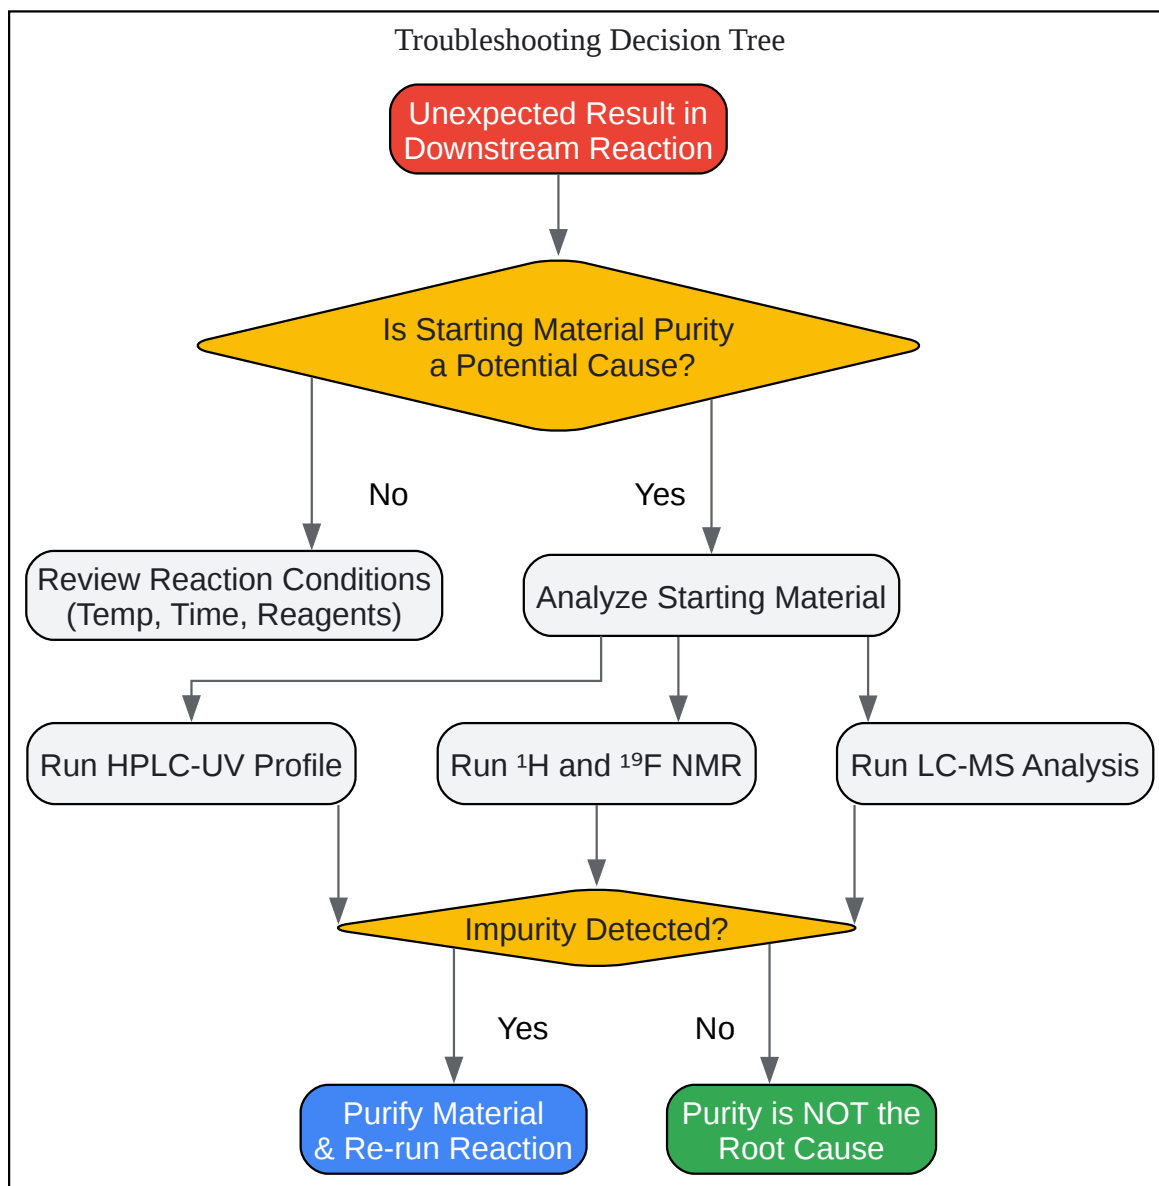 Troubleshooting Decision Tree
Unexpected Result in
Downstream Reaction
Is Starting Material Purity
a Potential Cause?
No
Yes
Review Reaction Conditions
(Temp, Time, Reagents)
Analyze Starting Material
Run HPLC-UV Profile
Run ¹H and ¹⁹F NMR
Run LC-MS Analysis
Impurity Detected?
Yes
No
Purify Material
& Re-run Reaction
Purity is NOT the
Root Cause